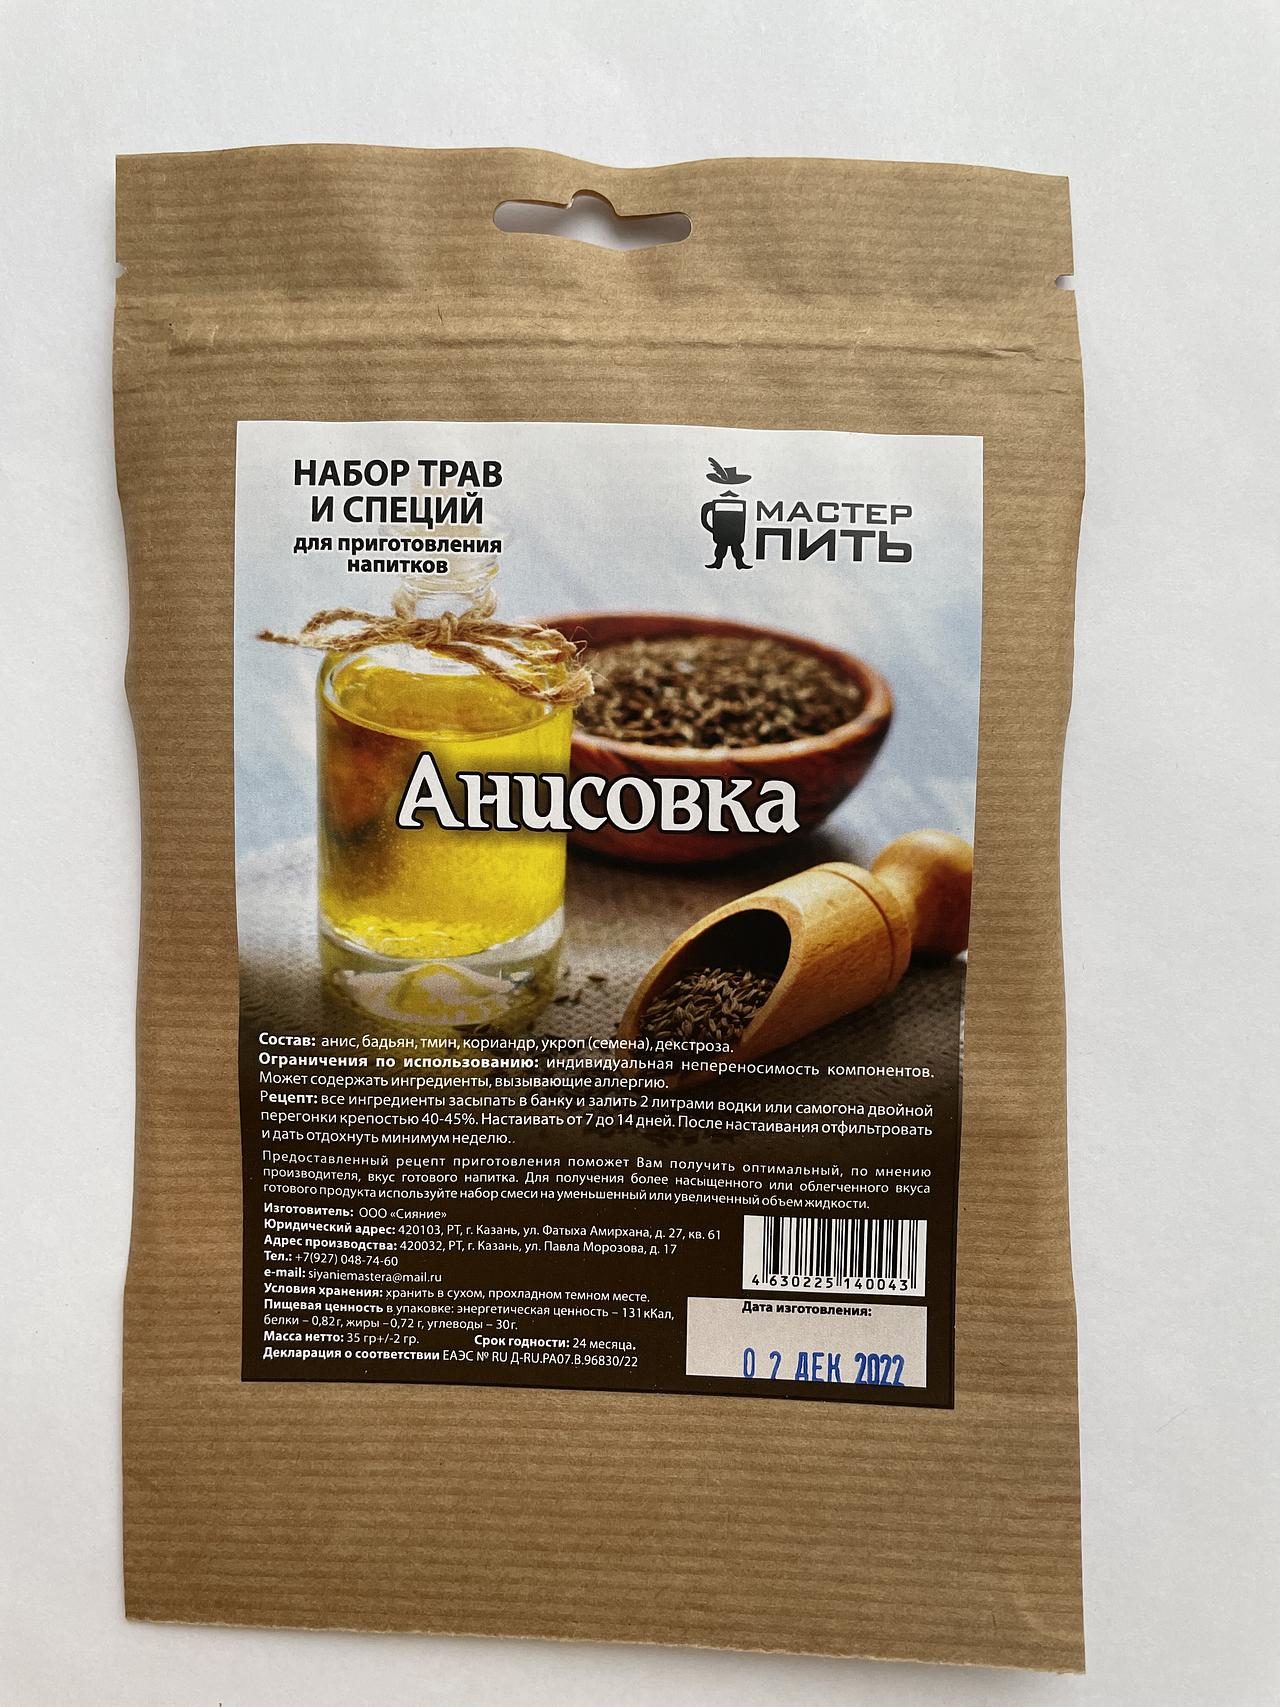 НАБОР ТРАВ
И СПЕЦИЙ
для приготовления
напитков
МАСТЕР
ПИТЬ
Анисовка
Состав: анис, бадьян, тмин, кориандр, укроп (семена), декстроза.
Ограничения по использованию: индивидуальная непереносимость компонентов.
Может содержать ингредиенты, вызывающие аллергию.
Рецепт: все ингредиенты засыпать в банку и залить 2 литрами водки или самогона двойной
перегонки крепостью 40-45%. Настаивать от 7 до 14 дней. После настаивания отфильтровать
и дать отдохнуть минимум неделю..
Предоставленный рецепт приготовления поможет Вам получить оптимальный, по мнению
производителя, вкус готового напитка. Для получения более насыщенного или облегченного вкуса
готового продукта используйте набор смеси на уменьшенный или увеличенный объем жидкости.
Изготовитель: ООО «Сияние»
Юридический адрес: 420103, РТ, г. Казань, ул. Фатыха Амирхана, д. 27, кв. 61
Адрес производства: 420032, РТ, г. Казань, ул. Павла Морозова, д. 17
Тел.: +7(927) 048-74-60
e-mail: siyaniemastera@mail.ru
Условия хранения: хранить в сухом, прохладном темном месте.
Пищевая ценность в упаковке: энергетическая ценность – 131 кКал,
белки – 0,82г, жиры –0,72 г, углеводы – 30г.
Масса нетто: 35 гр+/-2 гр. Срок годности: 24 месяца.
Декларация о соответствии ЕАЭС № RU Д-RU.РА07.В.96830/22
4 630225 140043
Дата изготовления:
0 2 ДЕК 2022